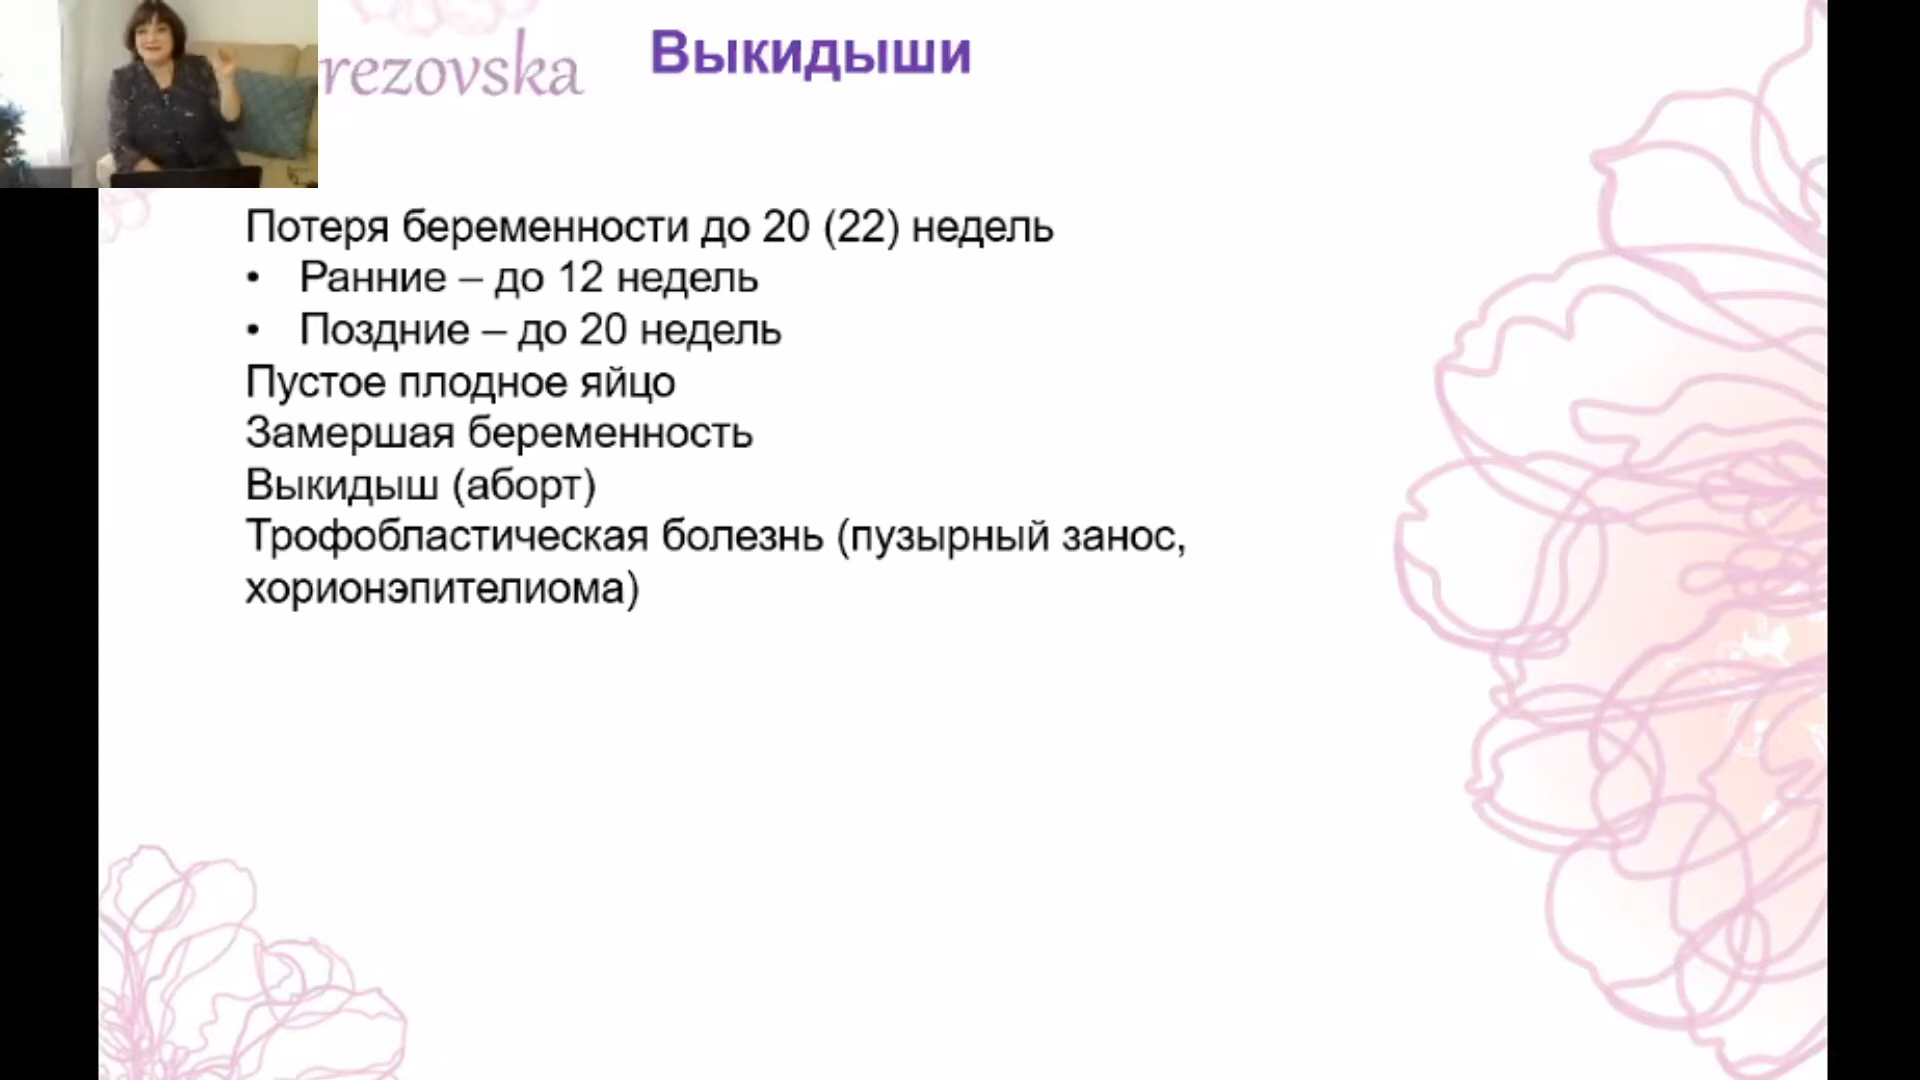 rezovska
Выкидыши
Потеря беременности до 20 (22) недель
• Ранние – до 12 недель
• Поздние – до 20 недель
Пустое плодное яйцо
Замершая беременность
Выкидыш (аборт)
Трофобластическая болезнь (пузырный занос,
хорионэпителиома)